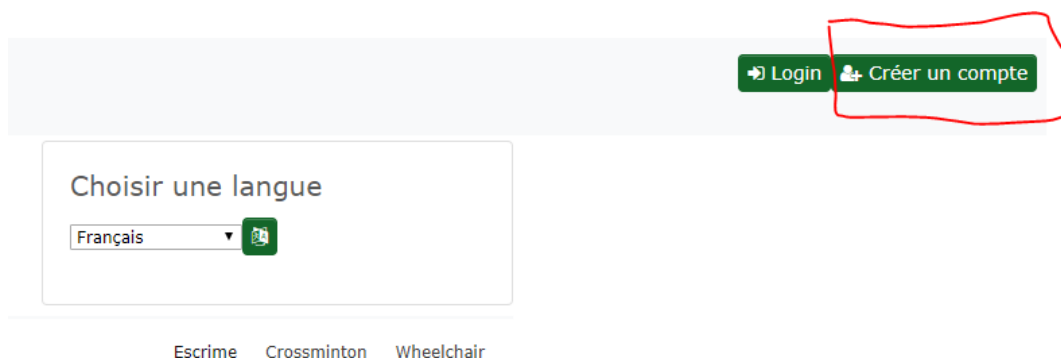 Login Créer un compte
Choisir une langue
Français
Escrime Crossminton Wheelchair